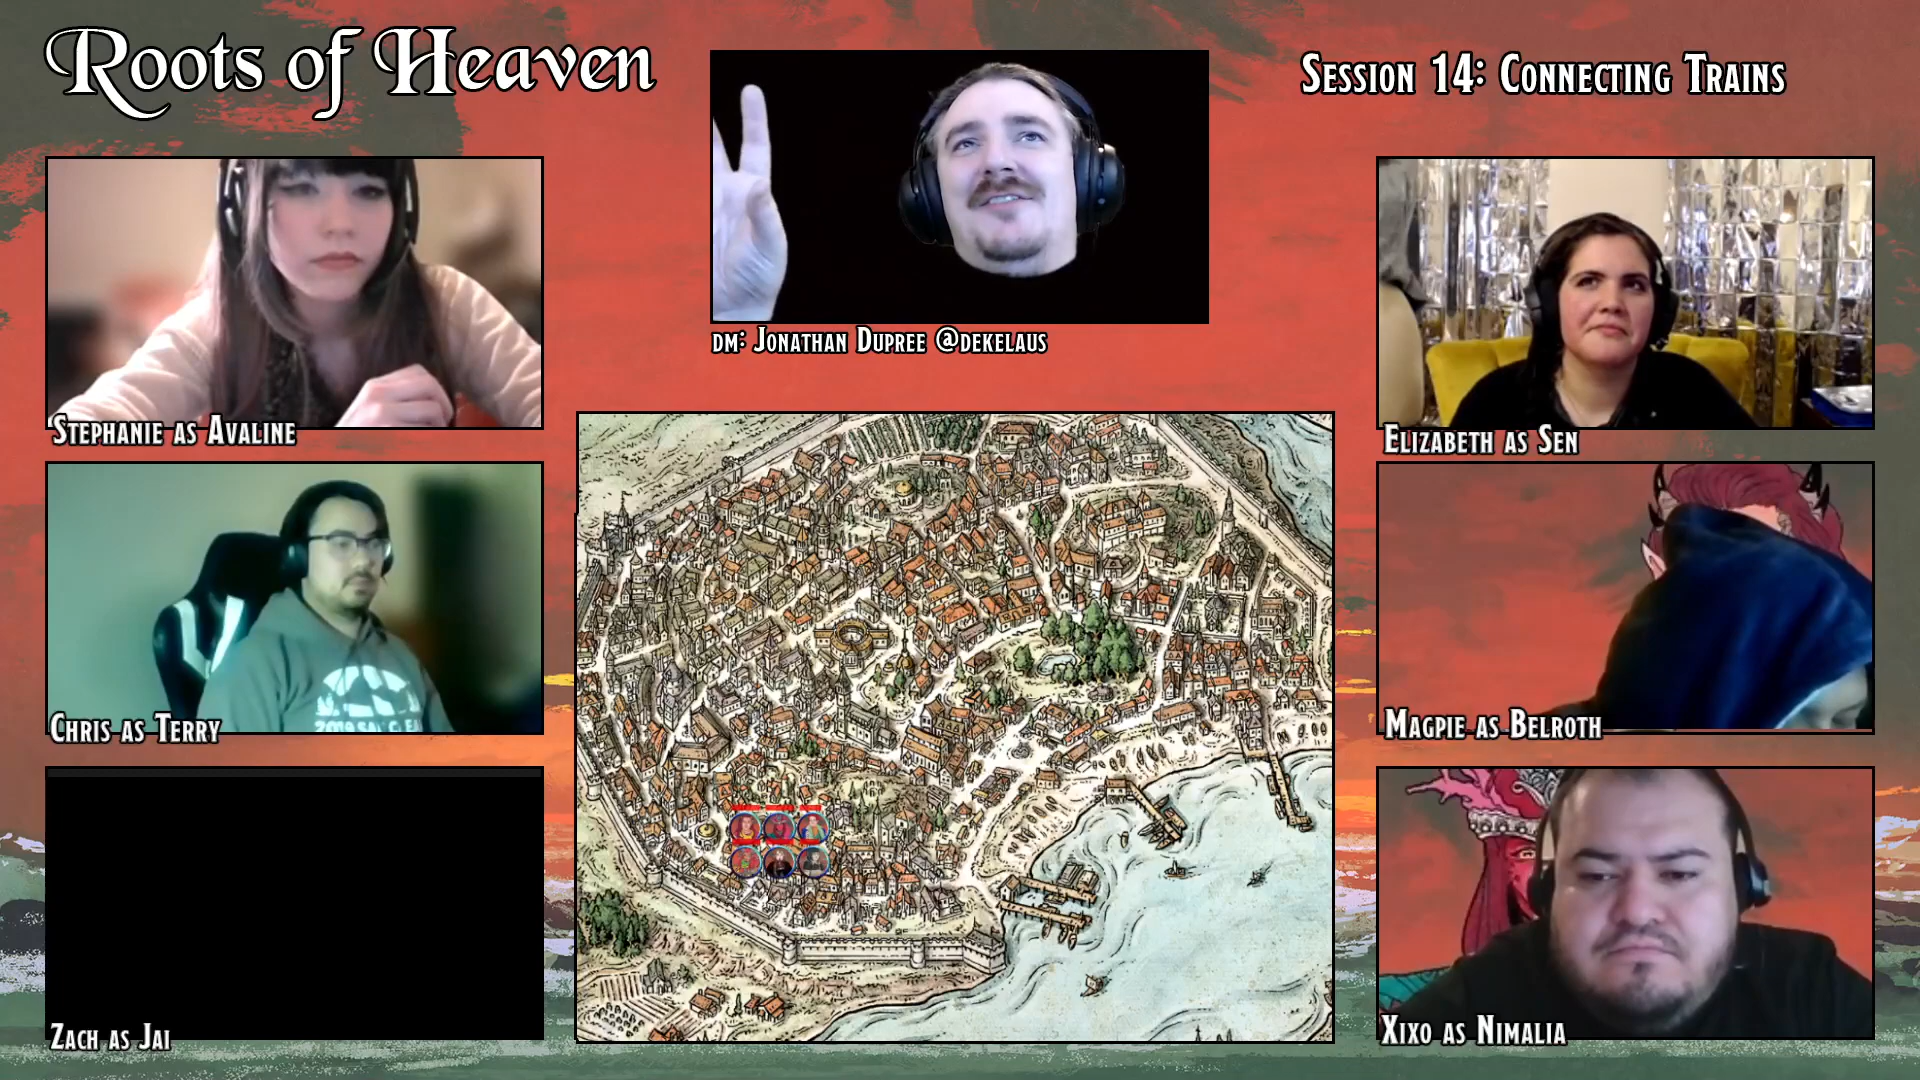 Roots of Heaven
Session 14: Connecting Trains
dm: Jonathan Dupree @dekelaus
Stephanie as Avaline
Elizabeth as Sen
Chris as Terry
Magpie as Belroth
Zach as Jai
Xixo as Nimalia